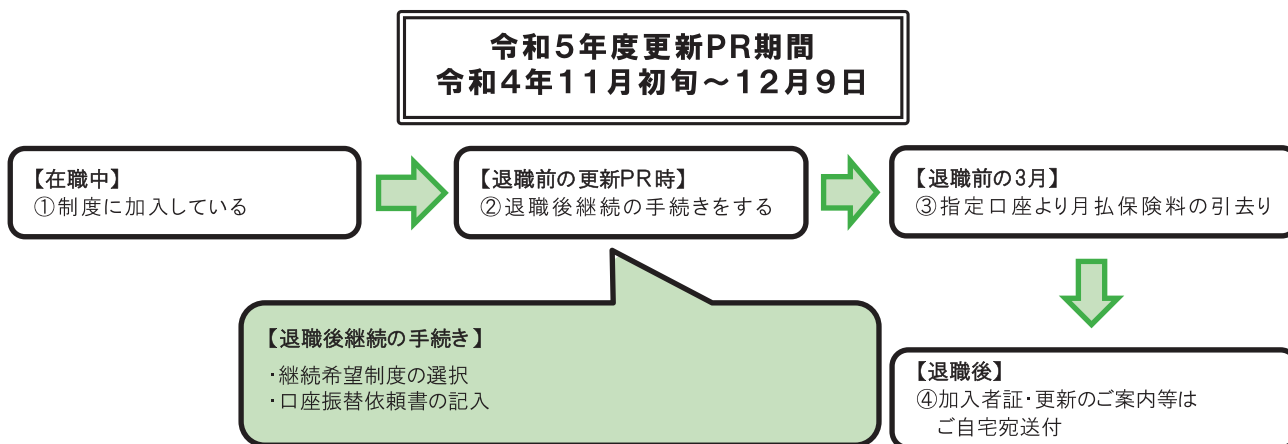 令和5年度更新PR期間
令和4年11月初旬～12月9日
【在職中】
①制度に加入している
【退職前の更新PR時】
②退職後継続の手続きをする
【退職前の3月】
③指定口座より月払保険料の引去り
【退職後継続の手続き】
・継続希望制度の選択
・口座振替依頼書の記入
【退職後】
④加入者証・更新のご案内等は
ご自宅宛送付